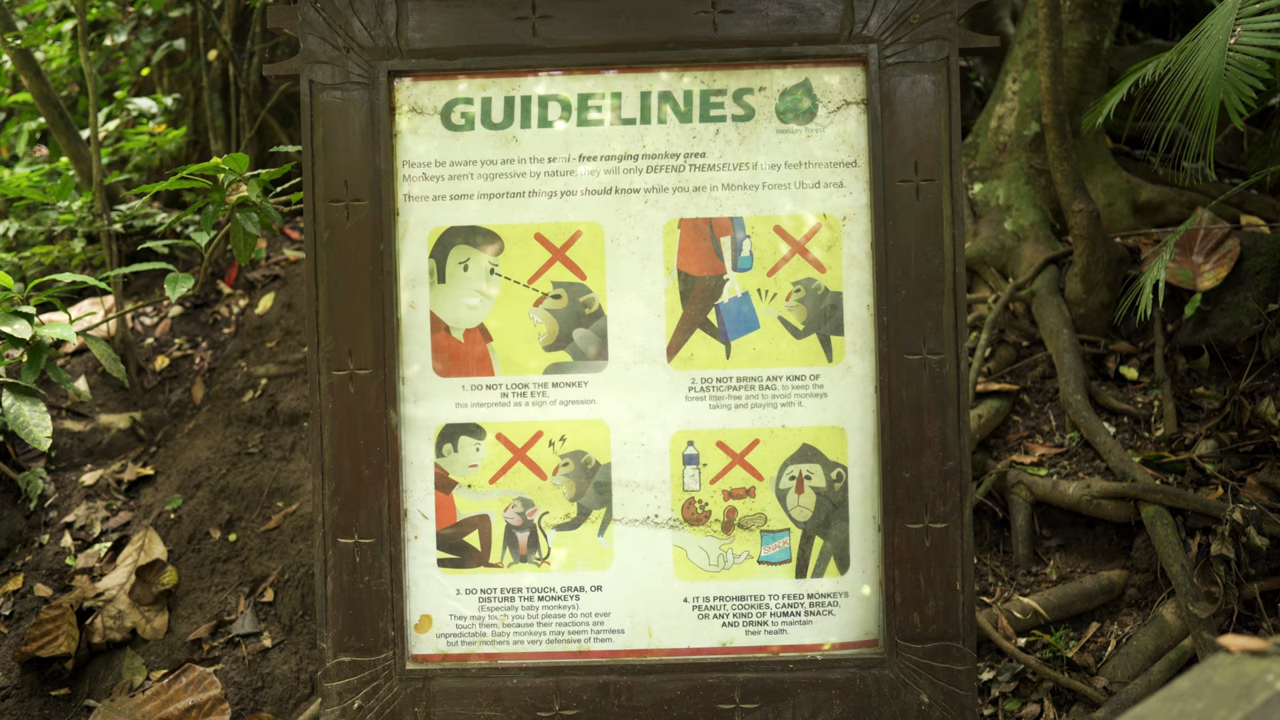 GUIDELINES
monkey forest
Please be aware you are in the semi - free ranging monkey area.
Monkeys aren't aggressive by nature, they will only DEFEND THEMSELVES if they feel threatened.
There are some important things you should know while you are in Monkey Forest Ubud area.
1. DO NOT LOOK THE MONKEY
IN THE EYE,
this interpreted as a sign of agression.
2. DO NOT BRING ANY KIND OF
PLASTIC/PAPER BAG, to keep the
forest litter-free and to avoid monkeys
taking and playing with it.
SNACK
3. DO NOT EVER TOUCH, GRAB, OR
DISTURB THE MONKEYS
(Especially baby monkeys).
They may touch you but please do not ever
touch them, because their reactions are
unpredictable. Baby monkeys may seem harmless
but their mothers are very defensive of them.
4. IT IS PROHIBITED TO FEED MONKEYS
PEANUT, COOKIES, CANDY, BREAD,
OR ANY KIND OF HUMAN SNACK,
AND DRINK to maintain
their health.